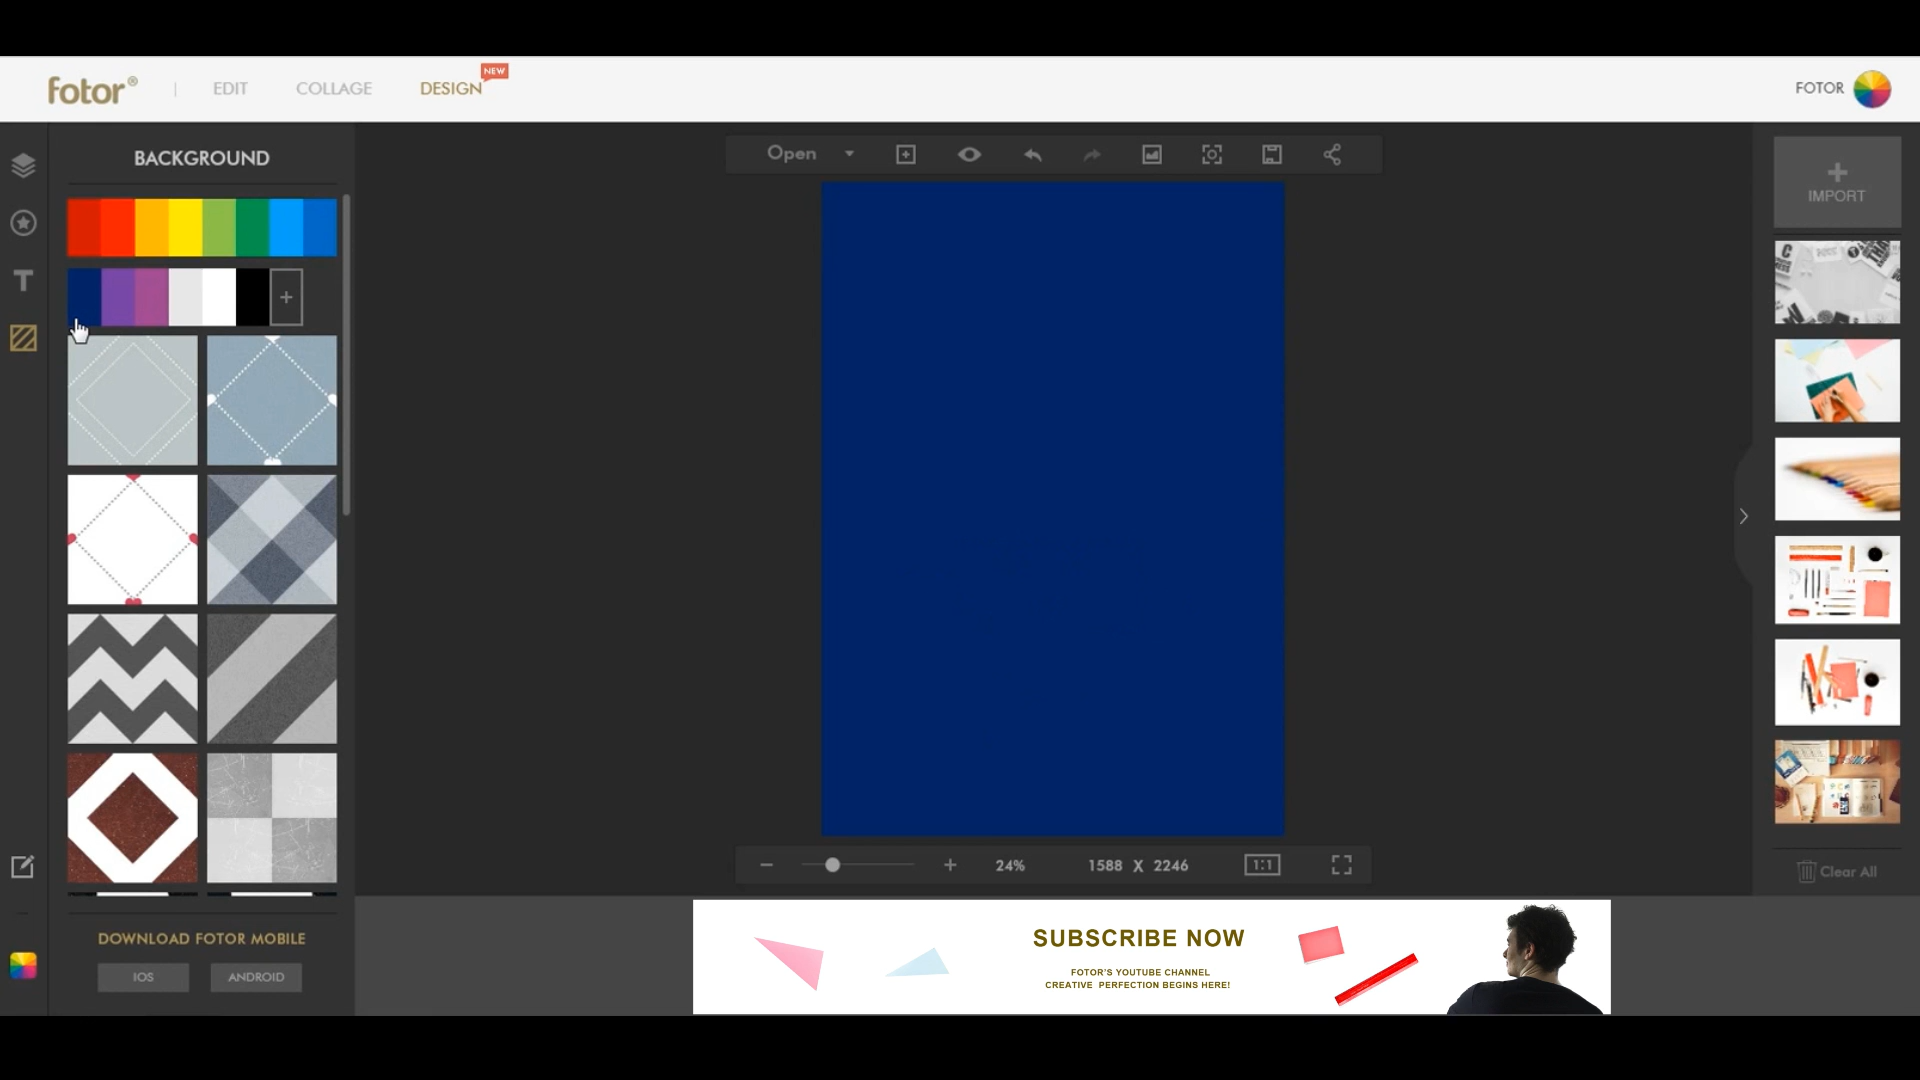 fotor®
EDIT
COLLAGE
DESIGN
NEW
FOTOR
BACKGROUND
Open
IMPORT
24%
1588 X 2246
1:1
Clear All
DOWNLOAD FOTOR MOBILE
IOS
ANDROID
SUBSCRIBE NOW
FOTOR'S YOUTUBE CHANNEL
CREATIVE PERFECTION BEGINS HERE!